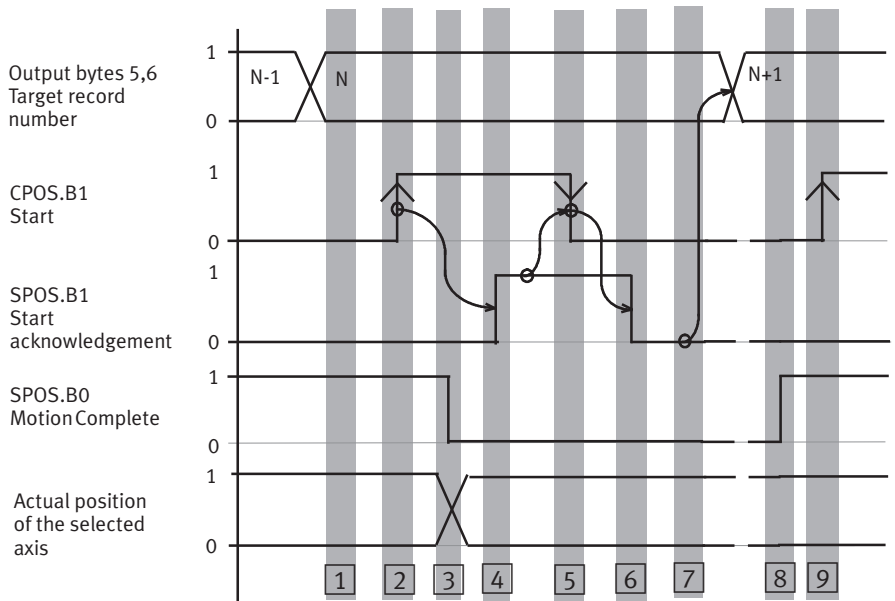 1
Output bytes 5,6
Target record
number
N-1
N
N+1
0
1
CPOS.B1
Start
0
1
SPOS.B1
Start
acknowledgement
0
1
SPOS.B0
Motion Complete
0
1
Actual position
of the selected
axis
0
1 2 3 4 5 6 7 8 9